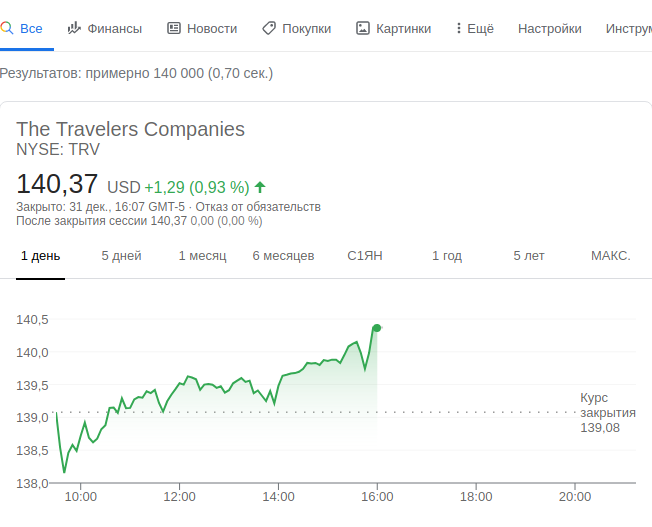 Все Финансы Новости Покупки Картинки Ещё Настройки
Результатов: примерно 140 000 (0,70 сек.)
The Travelers Companies
NYSE: TRV
140,37 USD +1,29 (0,93 %)
Закрыто: 31 дек., 16:07 GMT-5 · Отказ от обязательств
После закрытия сессии 140,37 0,00 (0,00 %)
1 день 5 дней 1 месяц 6 месяцев С1ЯН 1 год 5 лет МАКС.
140,5
140,0
139,5
139,0
138,5
138,0
Курс
закрытия
139,08
10:00 12:00 14:00 16:00 18:00 20:00